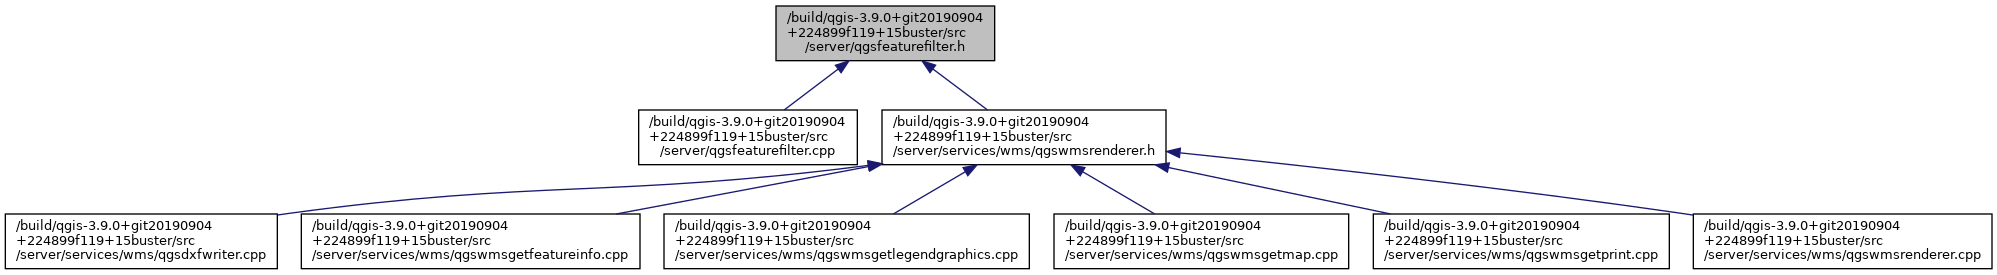 /build/qgis-3.9.0+git20190904
+224899f119+15buster/src
/server/qgsfeaturefilter.h
/build/qgis-3.9.0+git20190904
+224899f119+15buster/src
/server/qgsfeaturefilter.cpp
/build/qgis-3.9.0+git20190904
+224899f119+15buster/src
/server/services/wms/qgswmsrenderer.h
/build/qgis-3.9.0+git20190904
+224899f119+15buster/src
/server/services/wms/qgsdxfwriter.cpp
/build/qgis-3.9.0+git20190904
+224899f119+15buster/src
/server/services/wms/qgswmsgetfeatureinfo.cpp
/build/qgis-3.9.0+git20190904
+224899f119+15buster/src
/server/services/wms/qgswmsgetlegendgraphics.cpp
/build/qgis-3.9.0+git20190904
+224899f119+15buster/src
/server/services/wms/qgswmsgetmap.cpp
/build/qgis-3.9.0+git20190904
+224899f119+15buster/src
/server/services/wms/qgswmsgetprint.cpp
/build/qgis-3.9.0+git20190904
+224899f119+15buster/src
/server/services/wms/qgswmsrenderer.cpp